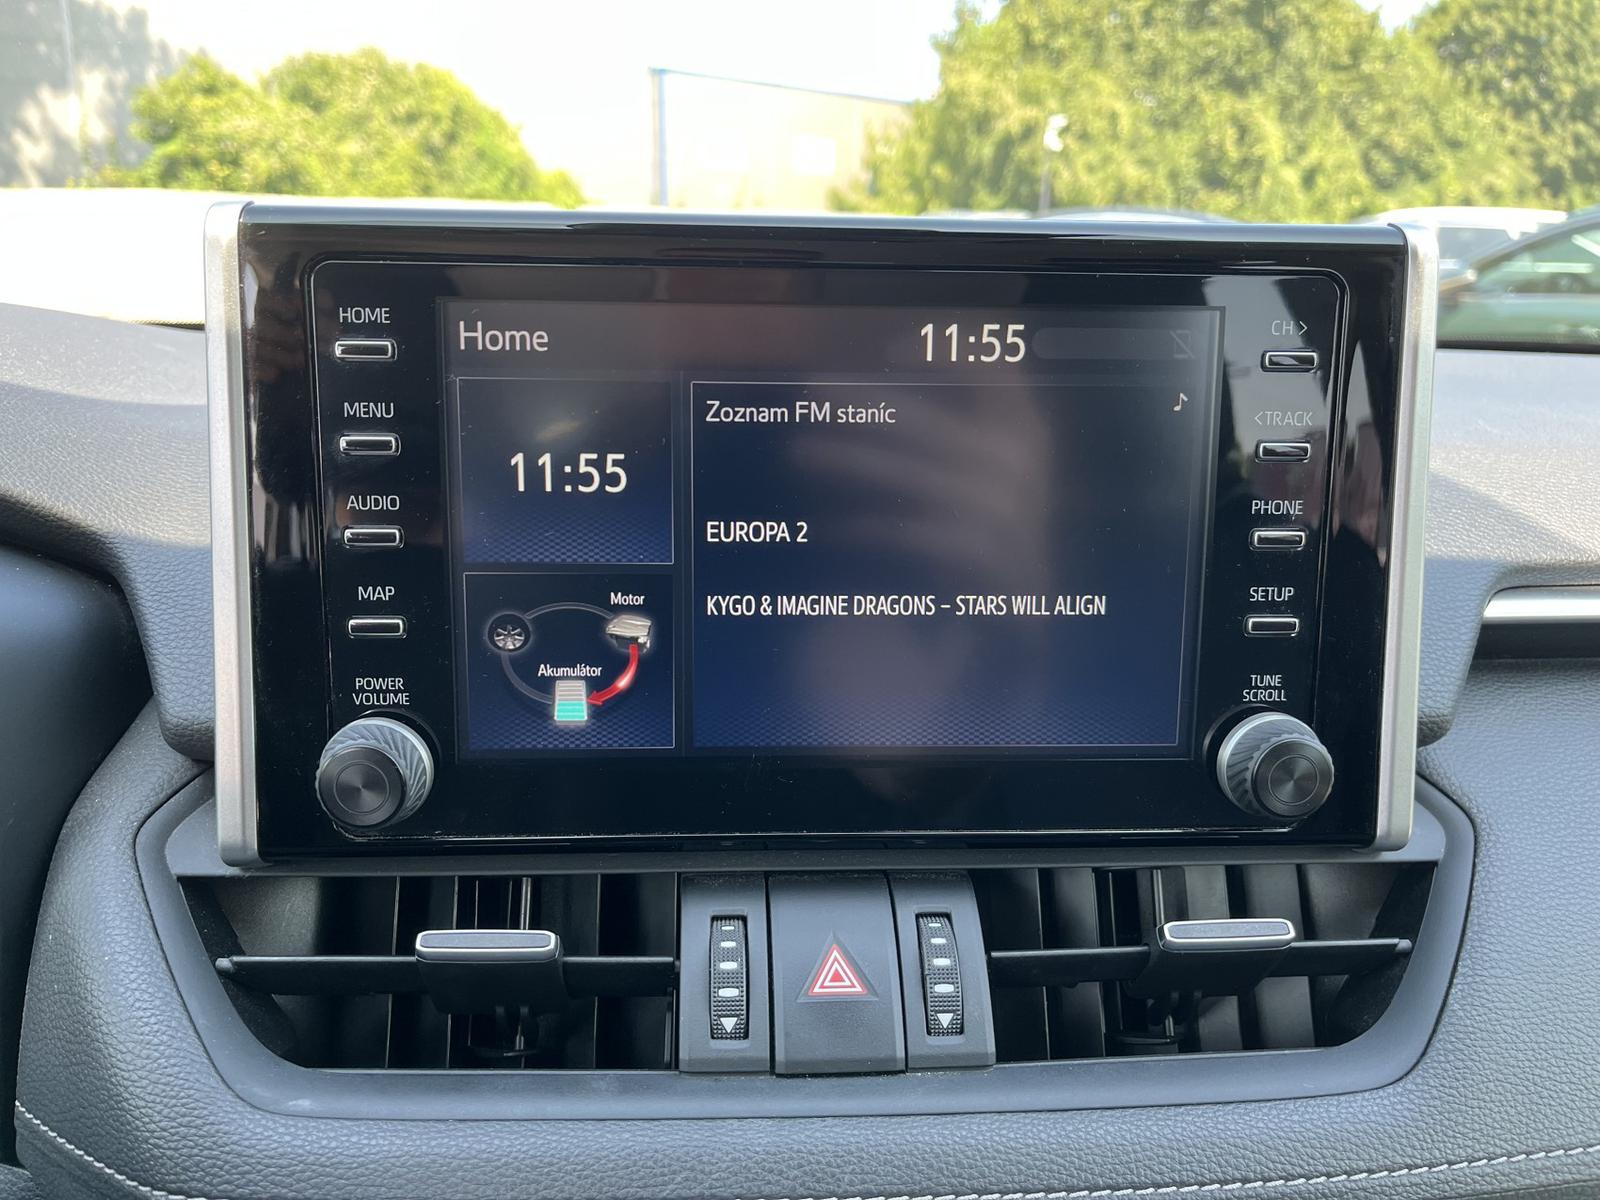 HOME
MENU
AUDIO
MAP
POWER
VOLUME
Home
11:55
11:55
Motor
Akumulátor
Zoznam FM staníc
EUROPA 2
KYGO & IMAGINE DRAGONS – STARS WILL ALIGN
CH >
< TRACK
PHONE
SETUP
TUNE
SCROLL